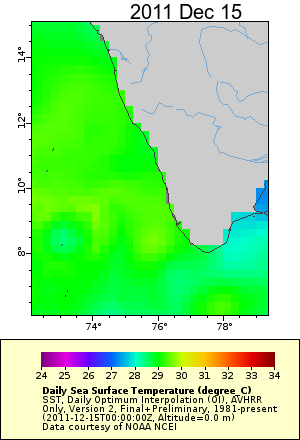 2011 Dec 15
14°
12°
10°
8°
74° 76° 78°
24 25 26 27 28 29 30 31 32 33 34
Daily Sea Surface Temperature (degree_C)
SST, Daily Optimum Interpolation (OI), AVHRR
Only, Version 2, Final+Preliminary, 1981-present
(2011-12-15T00:00:00Z, Altitude=0.0 m)
Data courtesy of NOAA NCEI